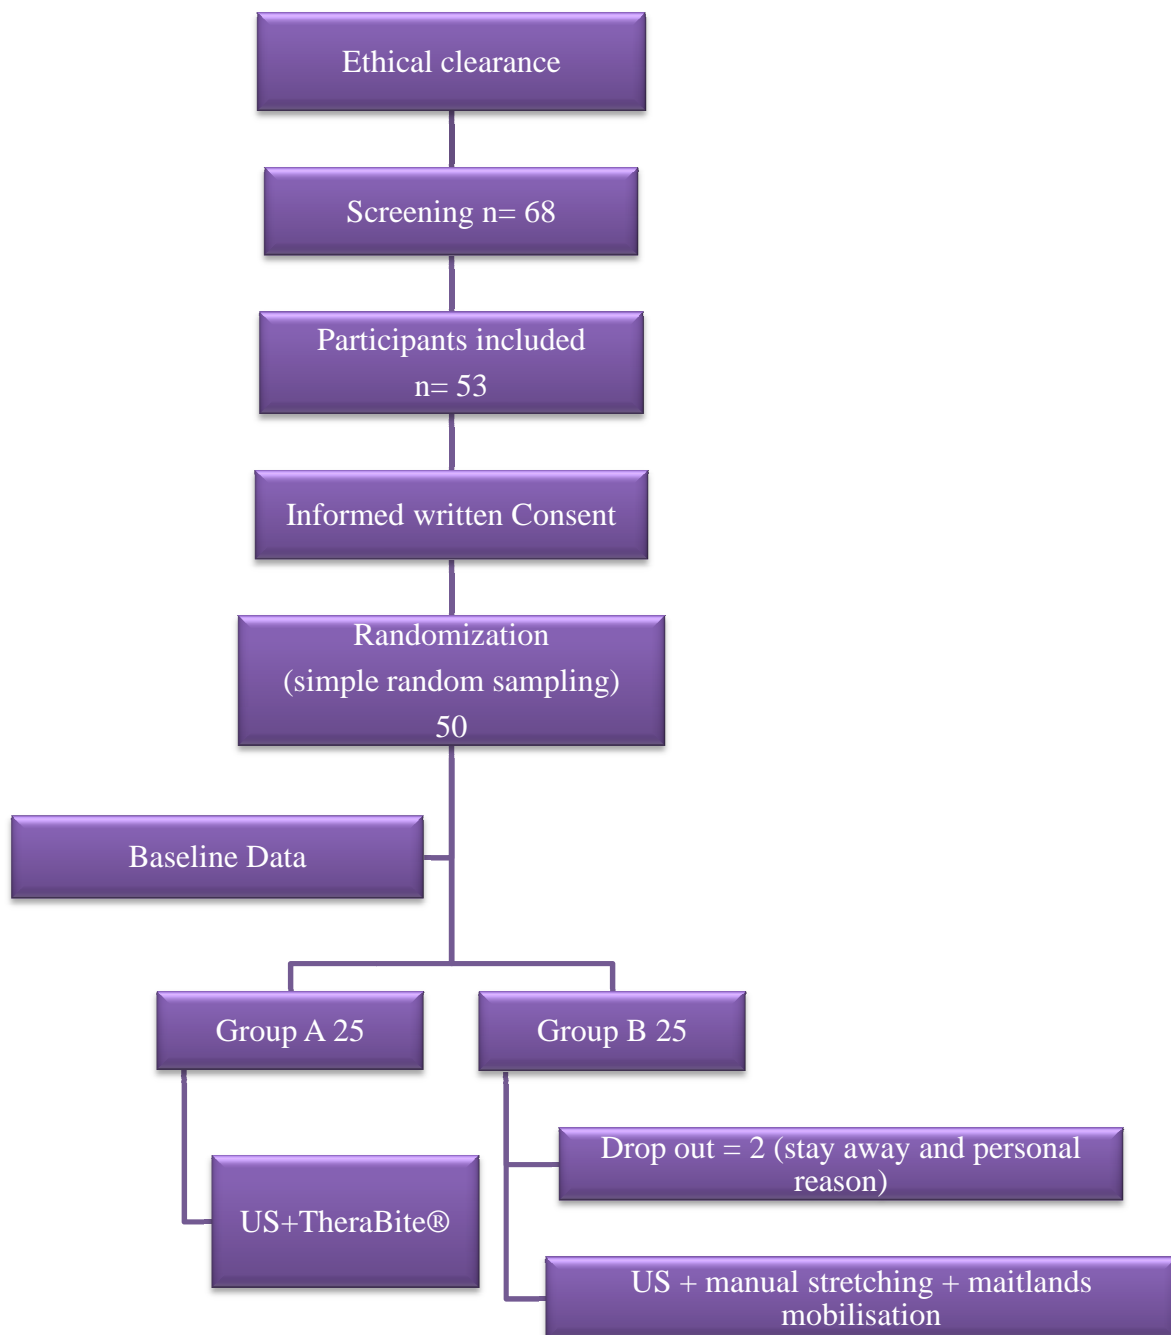 Ethical clearance
Screening n= 68
Participants included
n= 53
Informed written Consent
Randomization
(simple random sampling)
50
Baseline Data
Group A 25
Group B 25
Drop out = 2 (stay away and personal
reason)
US+TheraBite®
US + manual stretching + maitlands
mobilisation